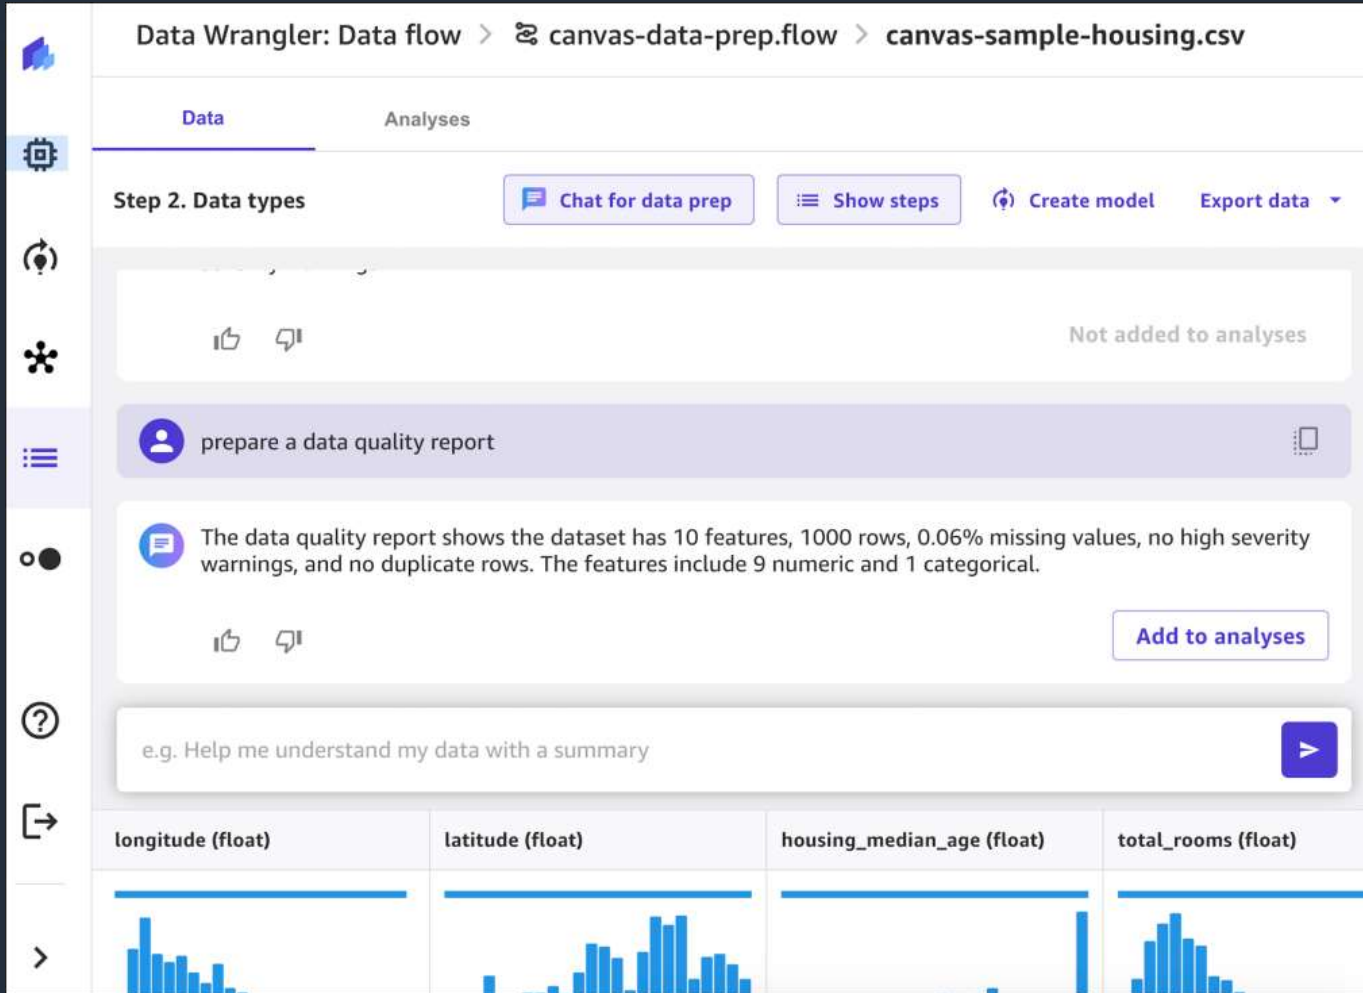 Data Wrangler: Data flow > canvas-data-prep.flow > canvas-sample-housing.csv
Data Analyses
Step 2. Data types Chat for data prep Show steps Create model Export data
Not added to analyses
prepare a data quality report
The data quality report shows the dataset has 10 features, 1000 rows, 0.06% missing values, no high severity
warnings, and no duplicate rows. The features include 9 numeric and 1 categorical.
Add to analyses
e.g. Help me understand my data with a summary
longitude (float) latitude (float) housing_median_age (float) total_rooms (float)